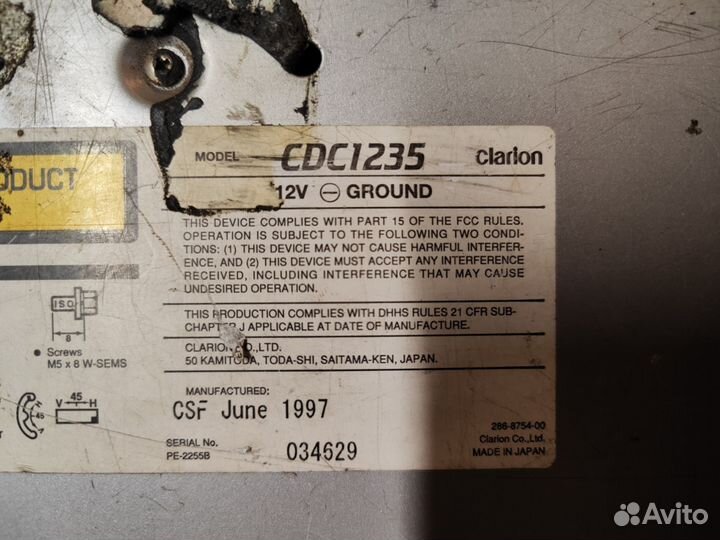 ODUCT
MODEL CDC1235 clarion
12V ⊖ GROUND
THIS DEVICE COMPLIES WITH PART 15 OF THE FCC RULES.
OPERATION IS SUBJECT TO THE FOLLOWING TWO CONDI-
TIONS: (1) THIS DEVICE MAY NOT CAUSE HARMFUL INTERFER-
ENCE, AND (2) THIS DEVICE MUST ACCEPT ANY INTERFERENCE
RECEIVED, INCLUDING INTERFERENCE THAT MAY CAUSE
UNDESIRED OPERATION.
THIS PRODUCTION COMPLIES WITH DHHS RULES 21 CFR SUB-
CHAPTER J APPLICABLE AT DATE OF MANUFACTURE.
CLARION CO.,LTD.
50 KAMITODA, TODA-SHI, SAITAMA-KEN, JAPAN.
ISO
8
● Screws
M5 x 8 W-SEMS
V 45 H
45
MANUFACTURED:
CSF June 1997
SERIAL No.
PE-2255B 034629
286-8754-00
Clarion Co.,Ltd.
MADE IN JAPAN
Avito